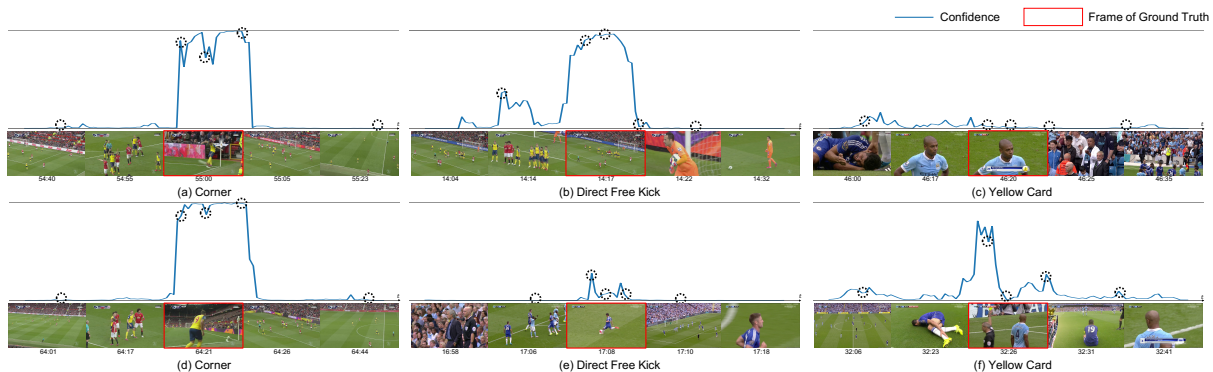 Confidence
Frame of Ground Truth
t t t
54:40 54:55 55:00 55:05 55:23
14:04 14:14 14:17 14:22 14:32
46:00 46:17 46:20 46:25 46:35
(a) Corner
(b) Direct Free Kick
(c) Yellow Card
t t t
64:01 64:17 64:21 64:26 64:44
16:58 17:06 17:08 17:10 17:18
32:06 32:23 32:26 32:31 32:41
(d) Corner
(e) Direct Free Kick
(f) Yellow Card
19